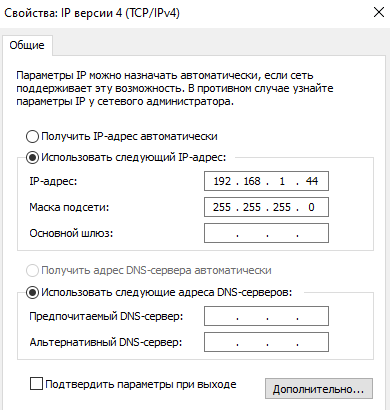 Свойства: IP версии 4 (TCP/IPv4)
Общие
Параметры IP можно назначать автоматически, если сеть
поддерживает эту возможность. В противном случае узнайте
параметры IP у сетевого администратора.
Получить IP-адрес автоматически
Использовать следующий IP-адрес:
IP-адрес: 192 . 168 . 1 . 44
Маска подсети: 255 . 255 . 255 . 0
Основной шлюз: . . .
Получить адрес DNS-сервера автоматически
Использовать следующие адреса DNS-серверов:
Предпочитаемый DNS-сервер: . . .
Альтернативный DNS-сервер: . . .
Подтвердить параметры при выходе Дополнительно...